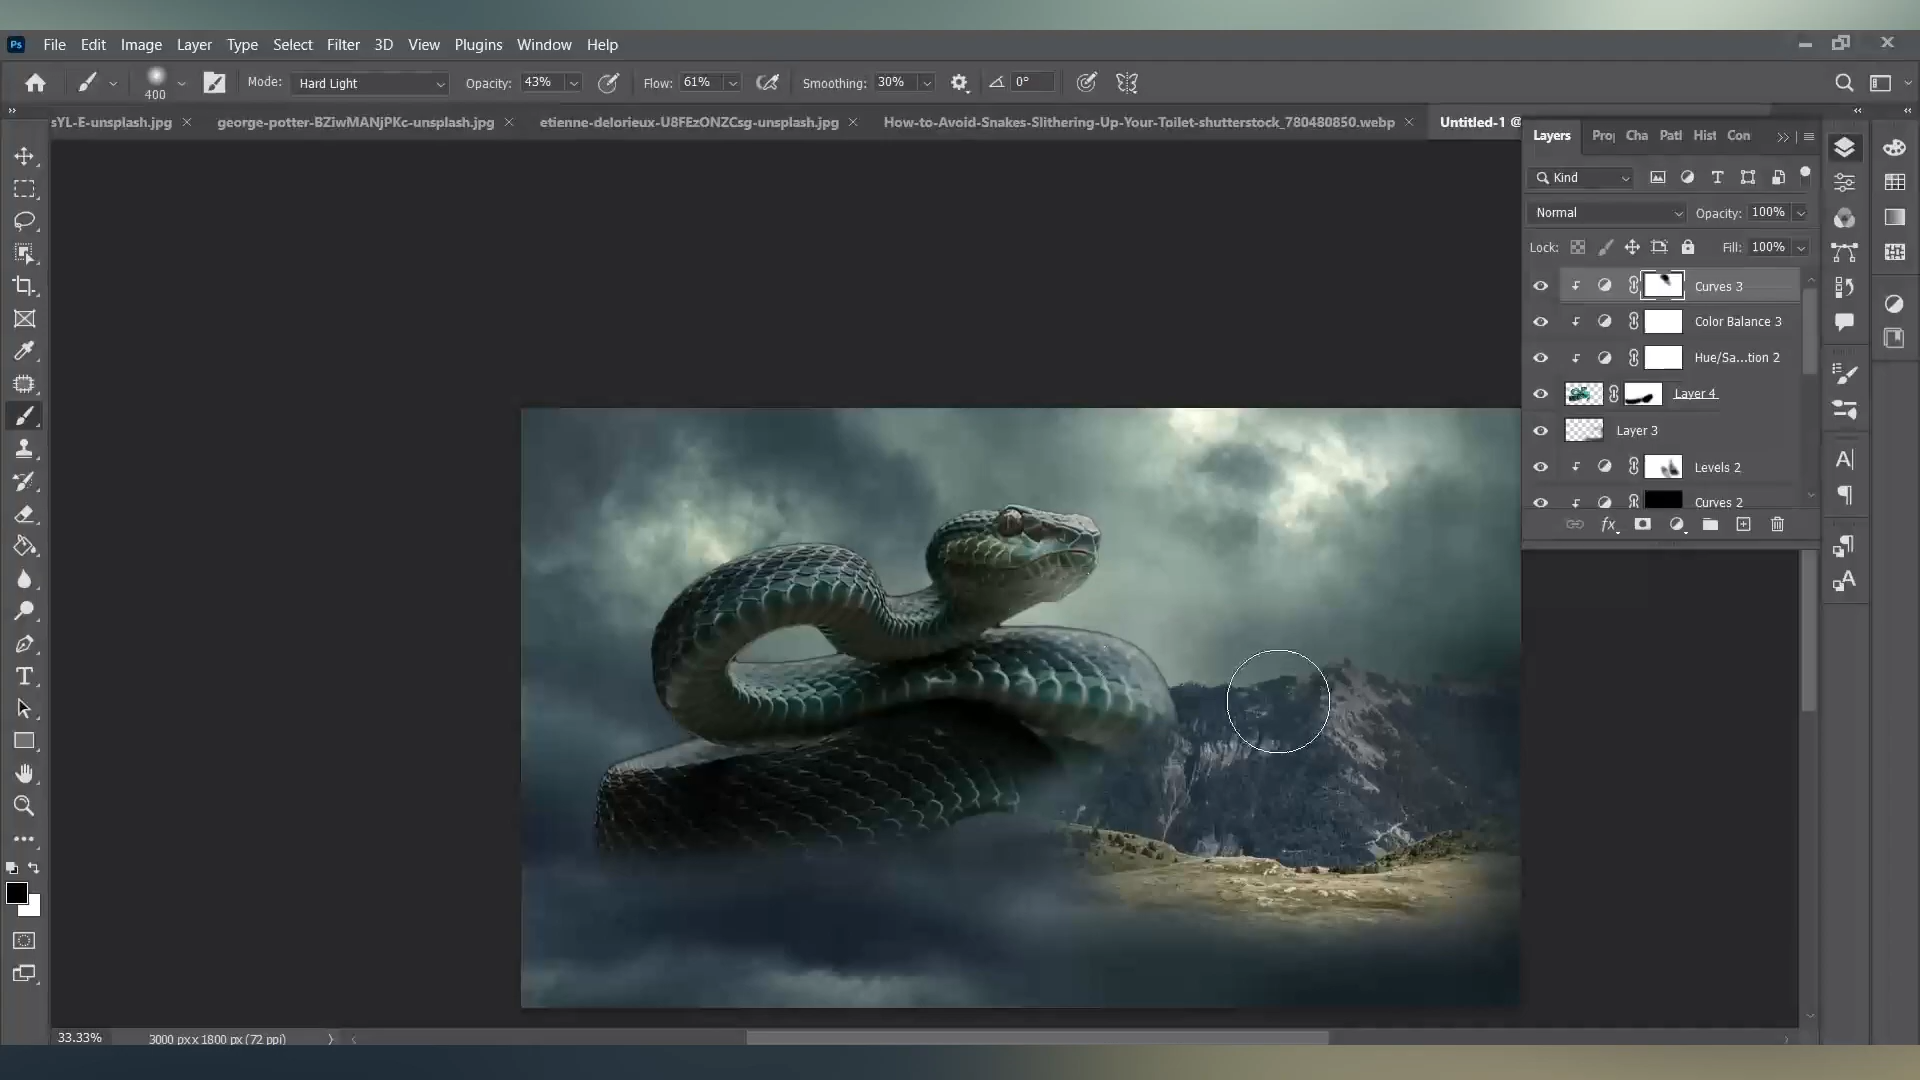 Ps File Edit Image Layer Type Select Filter 3D View Plugins Window Help
400 Mode: Hard Light Opacity: 43% Flow: 61% Smoothing: 30% 0°
sYL-E-unsplash.jpg george-potter-BZiwMANjPKc-unsplash.jpg etienne-delorieux-U8FEzONZCsg-unsplash.jpg How-to-Avoid-Snakes-Slithering-Up-Your-Toilet-shutterstock_780480850.webp Untitled-1 @
Layers Proj Cha Patl Hist Con
Kind
Normal Opacity: 100%
Lock: Fill: 100%
Curves 3
Color Balance 3
Hue/Sa...tion 2
Layer 4
Layer 3
Levels 2
Curves 2
fx
33.33% 3000 px x 1800 px (72 ppi)